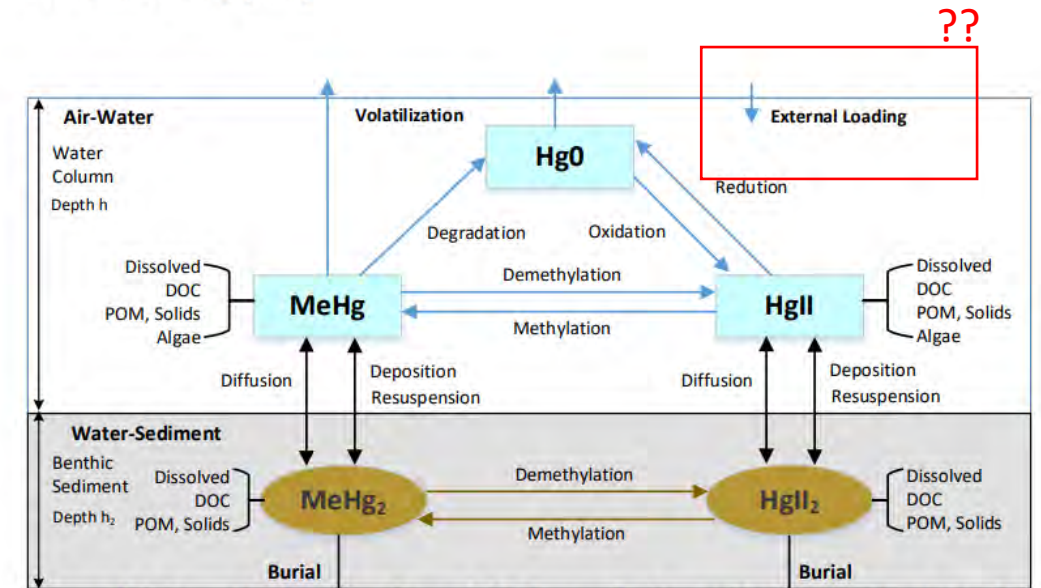 ??
Air-Water
Volatilization
External Loading
Water
Column
Depth h
Hg0
Redution
Degradation
Oxidation
Dissolved
DOC
POM, Solids
Algae
MeHg
Demethylation
Methylation
HgII
Dissolved
DOC
POM, Solids
Algae
Diffusion
Deposition
Resuspension
Diffusion
Deposition
Resuspension
Water-Sediment
Benthic
Sediment
Depth h₂
Dissolved
DOC
POM, Solids
MeHg₂
Demethylation
Methylation
HgII₂
Dissolved
DOC
POM, Solids
Burial
Burial